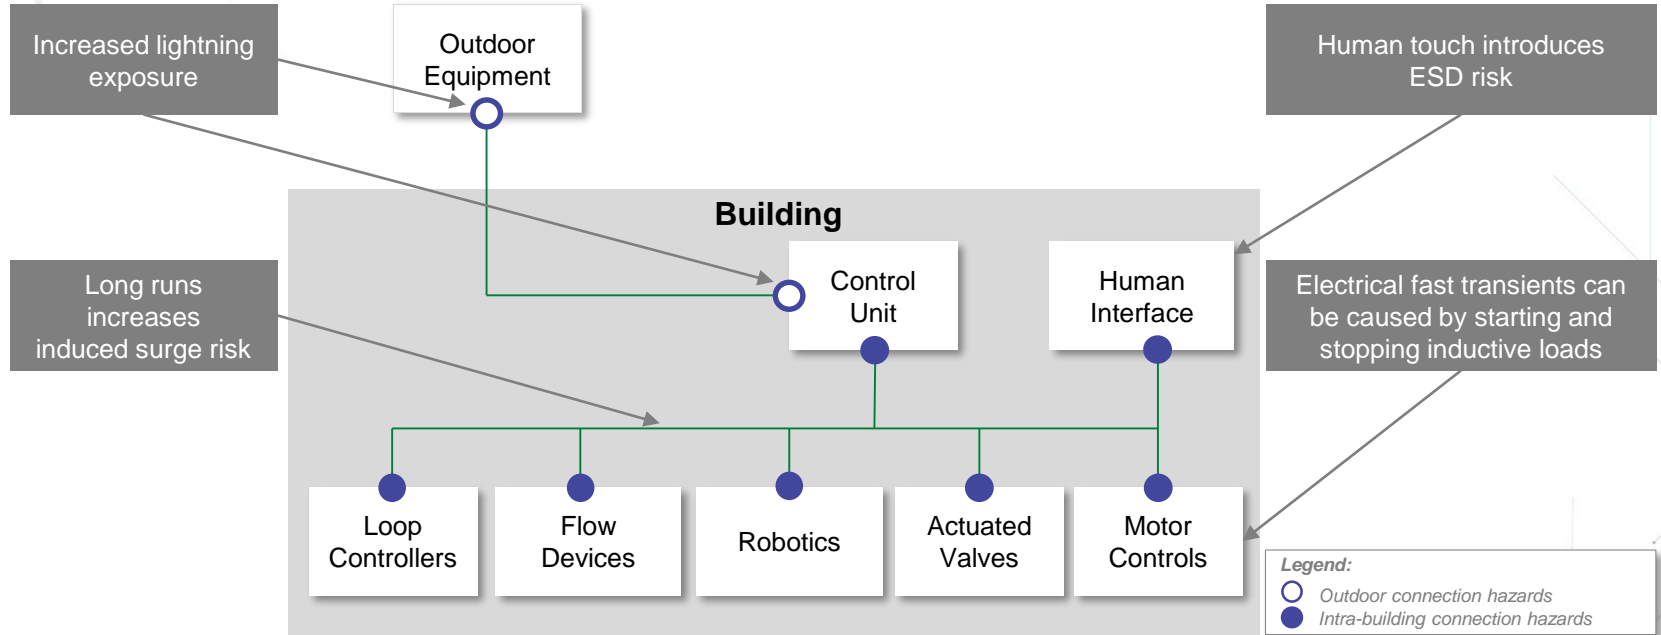 Increased lightning
exposure
Outdoor
Equipment
Human touch introduces
ESD risk
Building
Long runs
increases
induced surge risk
Control
Unit
Human
Interface
Electrical fast transients can
be caused by starting and
stopping inductive loads
Loop
Controllers
Flow
Devices
Robotics
Actuated
Valves
Motor
Controls
Legend:
Outdoor connection hazards
Intra-building connection hazards